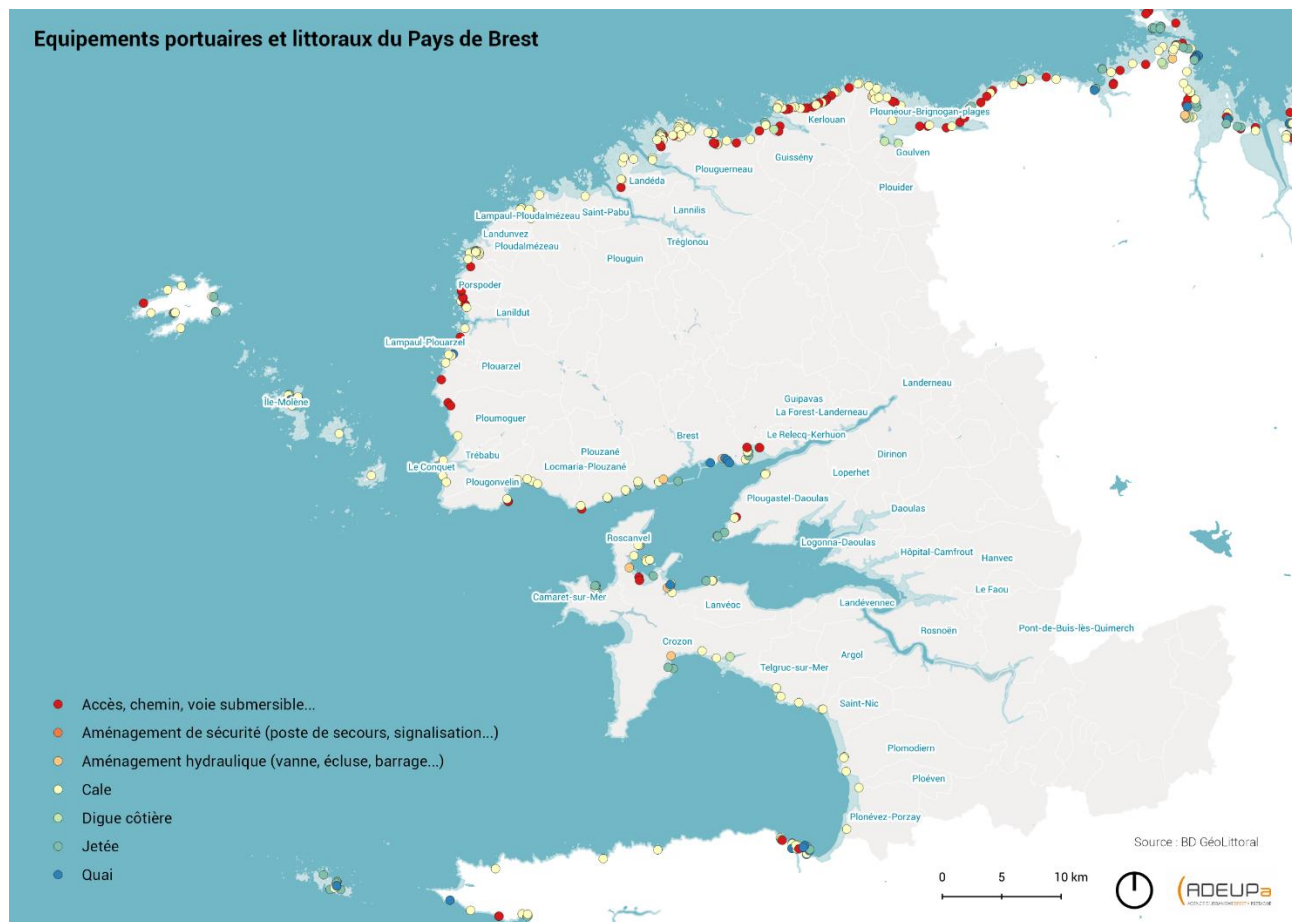 Equipements portuaires et littoraux du Pays de Brest
Kerlouan
Plounéour-Brignogan-plages
Guissény
Goulven
Plouguerneau
Landéda
Plouider
Lannilis
Lampaul-Ploudalmézeau
Saint-Pabu
Landunvez
Tréglonou
Ploudalmézeau
Plouguin
Porspoder
Lanildut
Lampaul-Plouarzel
Plouarzel
Landerneau
Île-Molène
Guipavas
La Forest-Landerneau
Ploumoguer
Brest
Le Relecq-Kerhuon
Plouzané
Trébabu
Dirinon
Le Conquet
Locmaria-Plouzané
Loperhet
Plougonvelin
Plougastel-Daoulas
Daoulas
Roscanvel
Logonna-Daoulas
Hôpital-Camfrout
Hanvec
Le Faou
Camaret-sur-Mer
Lanvéoc
Landévennec
Rosnoën
Pont-de-Buis-lès-Quimerch
Crozon
Argol
Telgruc-sur-Mer
Saint-Nic
Plomodiern
Ploéven
Plonévez-Porzay
Accès, chemin, voie submersible...
Aménagement de sécurité (poste de secours, signalisation...)
Aménagement hydraulique (vanne, écluse, barrage...)
Cale
Digue côtière
Jetée
Quai
Source : BD GéoLittoral
0 5 10 km
ADEUPa